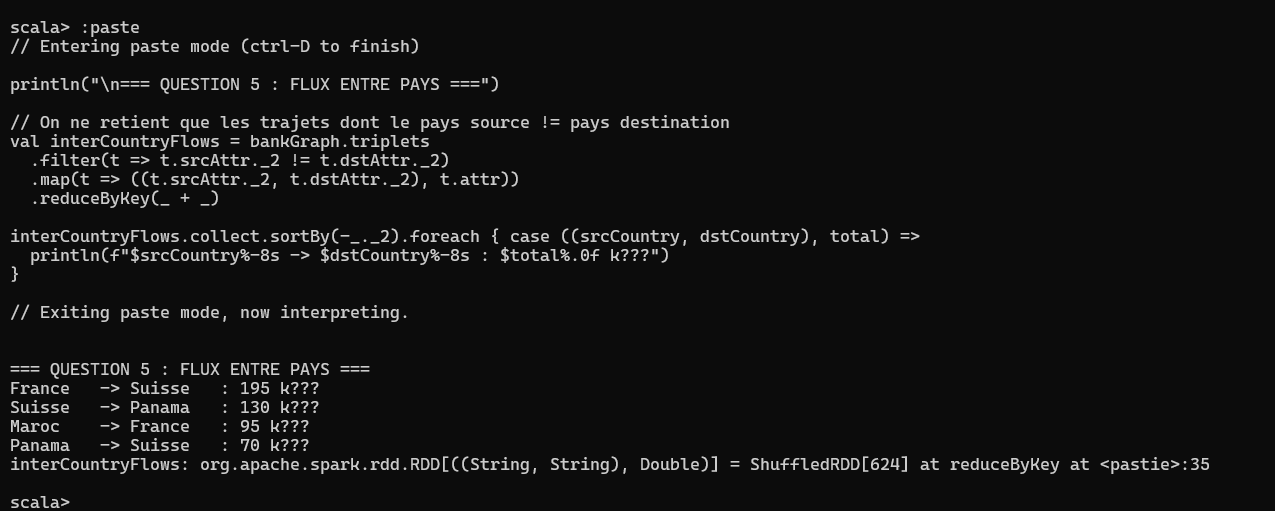 scala> :paste
// Entering paste mode (ctrl-D to finish)
println("\n=== QUESTION 5 : FLUX ENTRE PAYS ===")
// On ne retient que les trajets dont le pays source != pays destination
val interCountryFlows = bankGraph.triplets
  .filter(t => t.srcAttr._2 != t.dstAttr._2)
  .map(t => ((t.srcAttr._2, t.dstAttr._2), t.attr))
  .reduceByKey(_ + _)
interCountryFlows.collect.sortBy(-_._2).foreach { case ((srcCountry, dstCountry), total) =>
  println(f"$srcCountry%-8s -> $dstCountry%-8s : $total%.0f k???")
}
// Exiting paste mode, now interpreting.
=== QUESTION 5 : FLUX ENTRE PAYS ===
France   -> Suisse   : 195 k???
Suisse   -> Panama   : 130 k???
Maroc    -> France   : 95 k???
Panama   -> Suisse   : 70 k???
interCountryFlows: org.apache.spark.rdd.RDD[((String, String), Double)] = ShuffledRDD[624] at reduceByKey at <pastie>:35
scala>